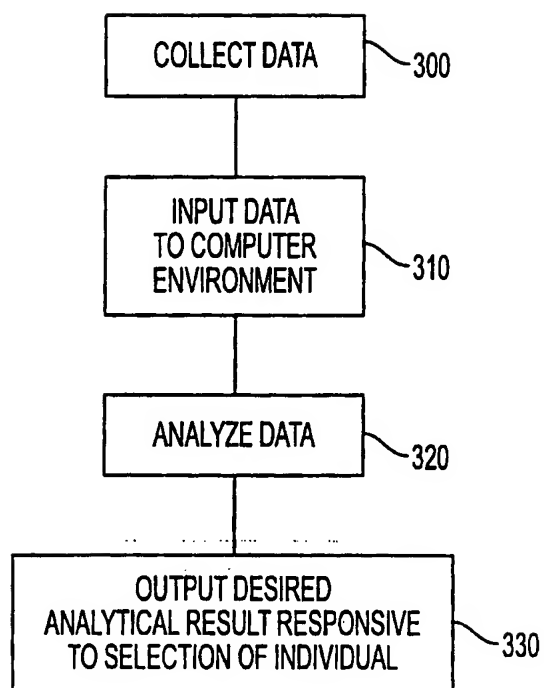 COLLECT DATA
300
INPUT DATA
TO COMPUTER
ENVIRONMENT
310
ANALYZE DATA
320
OUTPUT DESIRED
ANALYTICAL RESULT RESPONSIVE
TO SELECTION OF INDIVIDUAL
330